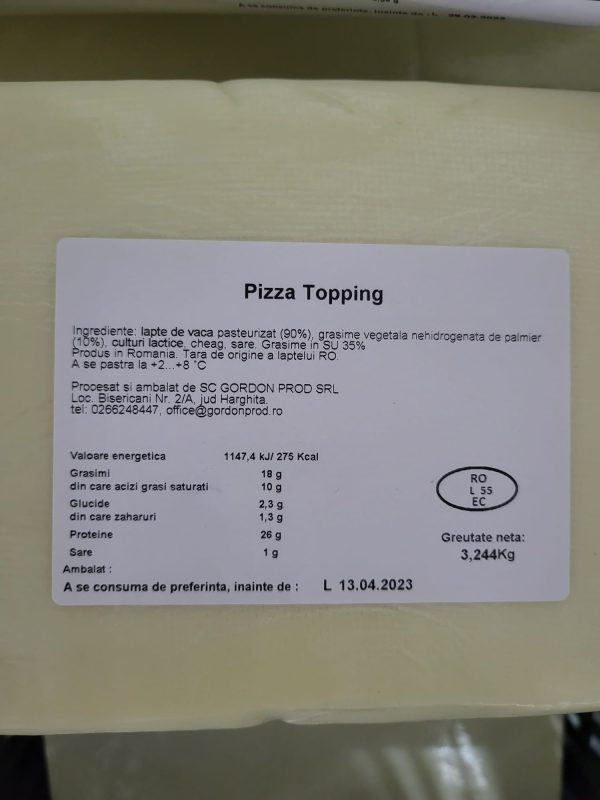 Pizza Topping
Ingrediente: lapte de vaca pasteurizat (90%), grasime vegetala nehidrogenata de palmier
(10%), culturi lactice, cheag, sare. Grasime in SU 35%
Produs in Romania. Tara de origine a laptelui RO.
A se pastra la +2...+8 °C
Procesat si ambalat de SC GORDON PROD SRL
Loc. Bisericani Nr. 2/A, jud Harghita.
tel: 0266248447, office@gordonprod.ro
Valoare energetica 1147,4 kJ/ 275 Kcal
Grasimi 18 g
din care acizi grasi saturati 10 g
Glucide 2,3 g
din care zaharuri 1,3 g
Proteine 26 g
Sare 1 g
RO
L 55
EC
Greutate neta:
3,244Kg
Ambalat :
A se consuma de preferinta, inainte de : L 13.04.2023